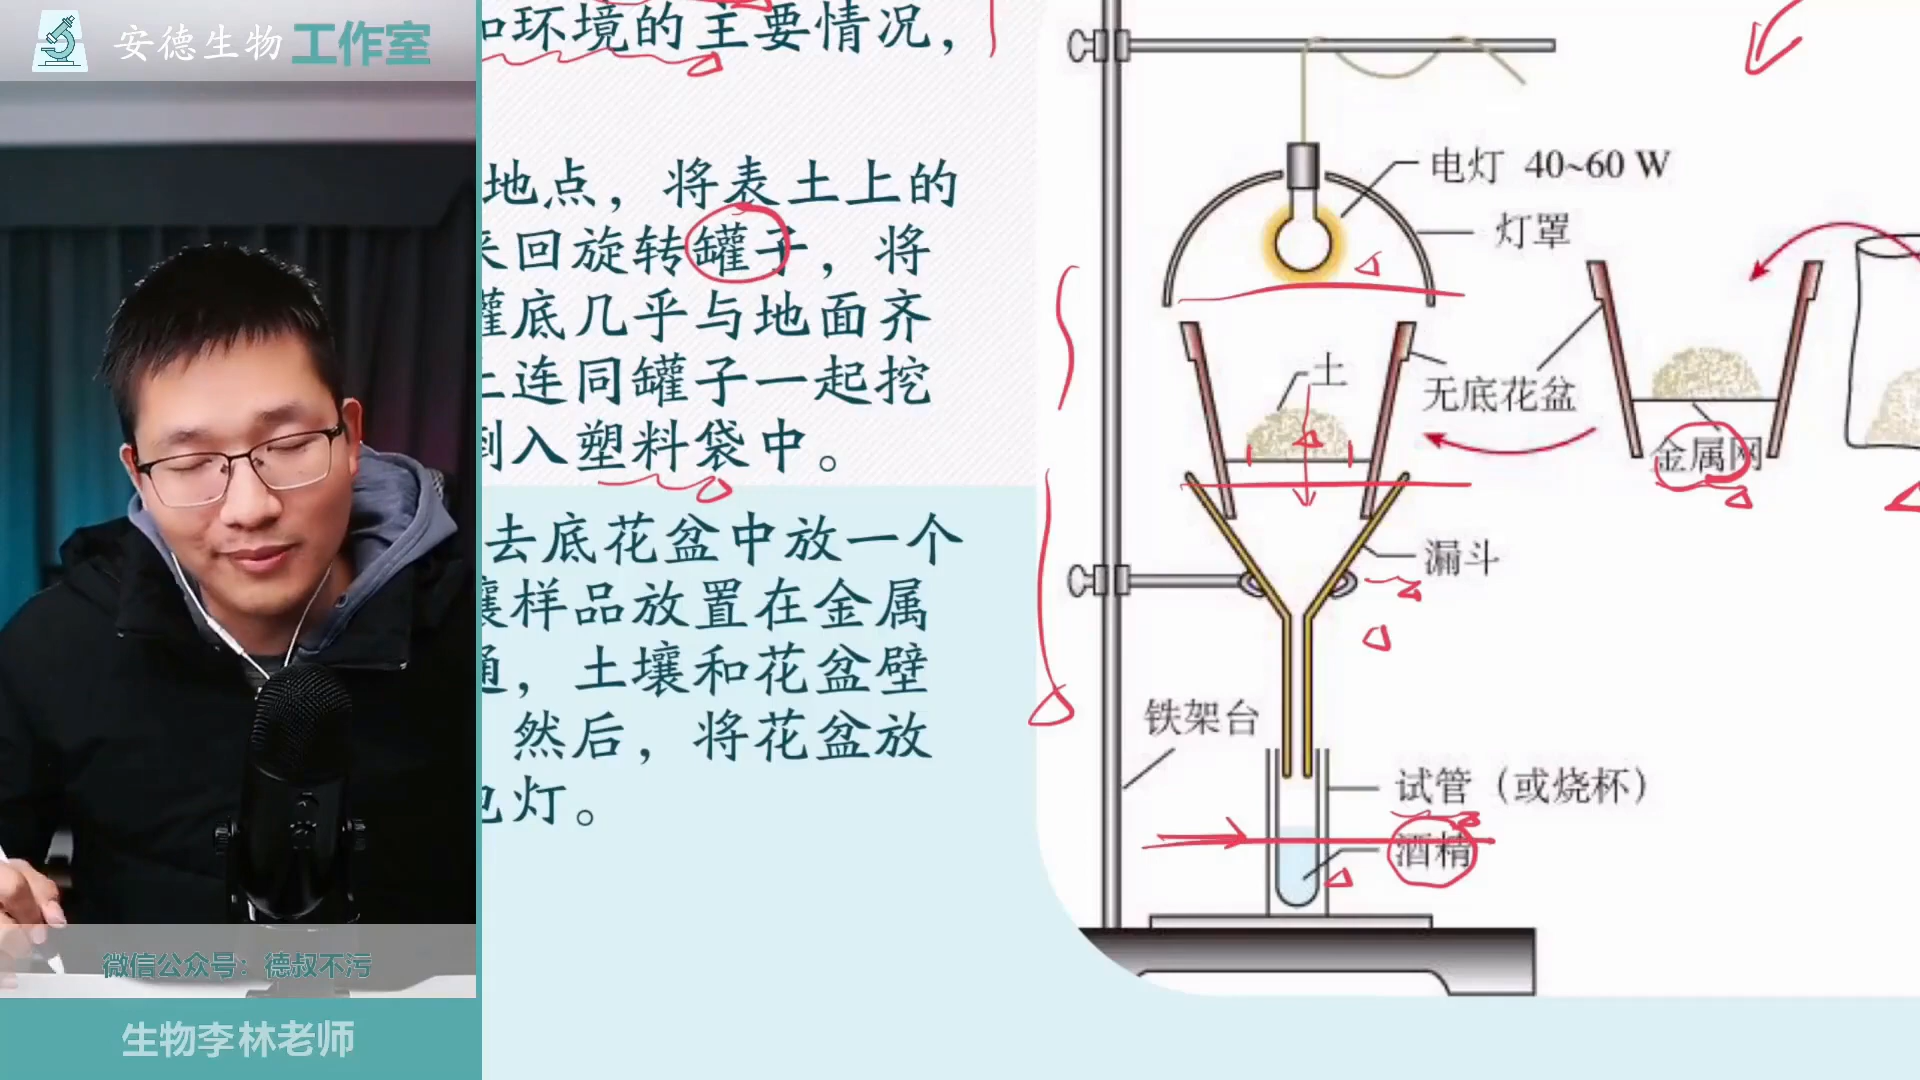 安德生物 工作室
和环境的主要情况，
地点，将表土上的
来回旋转罐子，将
罐底几乎与地面齐
土连同罐子一起挖
倒入塑料袋中。
去底花盆中放一个
壤样品放置在金属
通，土壤和花盆壁
然后，将花盆放
电灯。
电灯 40~60 W
灯罩
土
无底花盆
金属网
漏斗
铁架台
试管（或烧杯）
酒精
微信公众号：德叔不污
生物李林老师